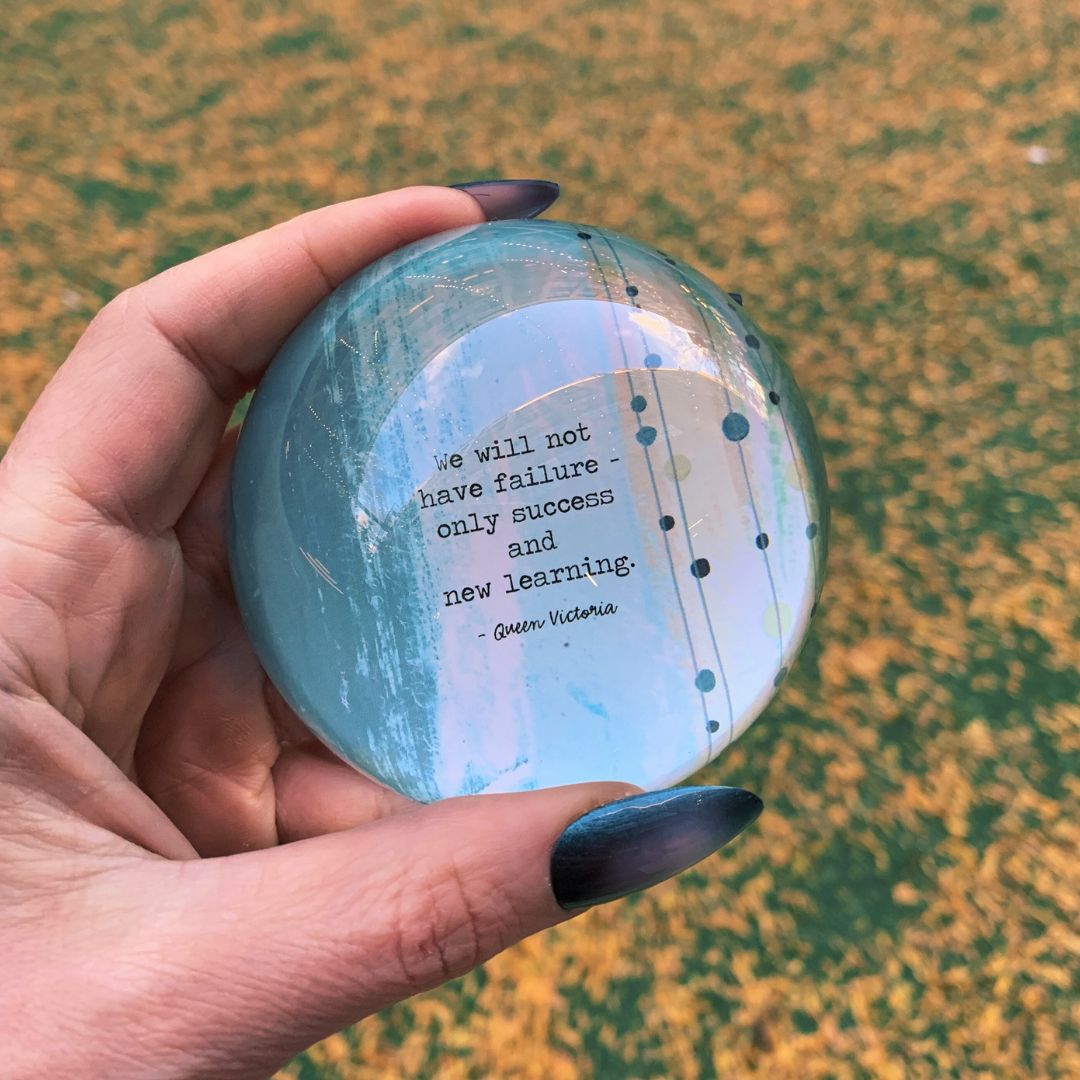 We will not
have failure -
only success
and
new learning.
- Queen Victoria